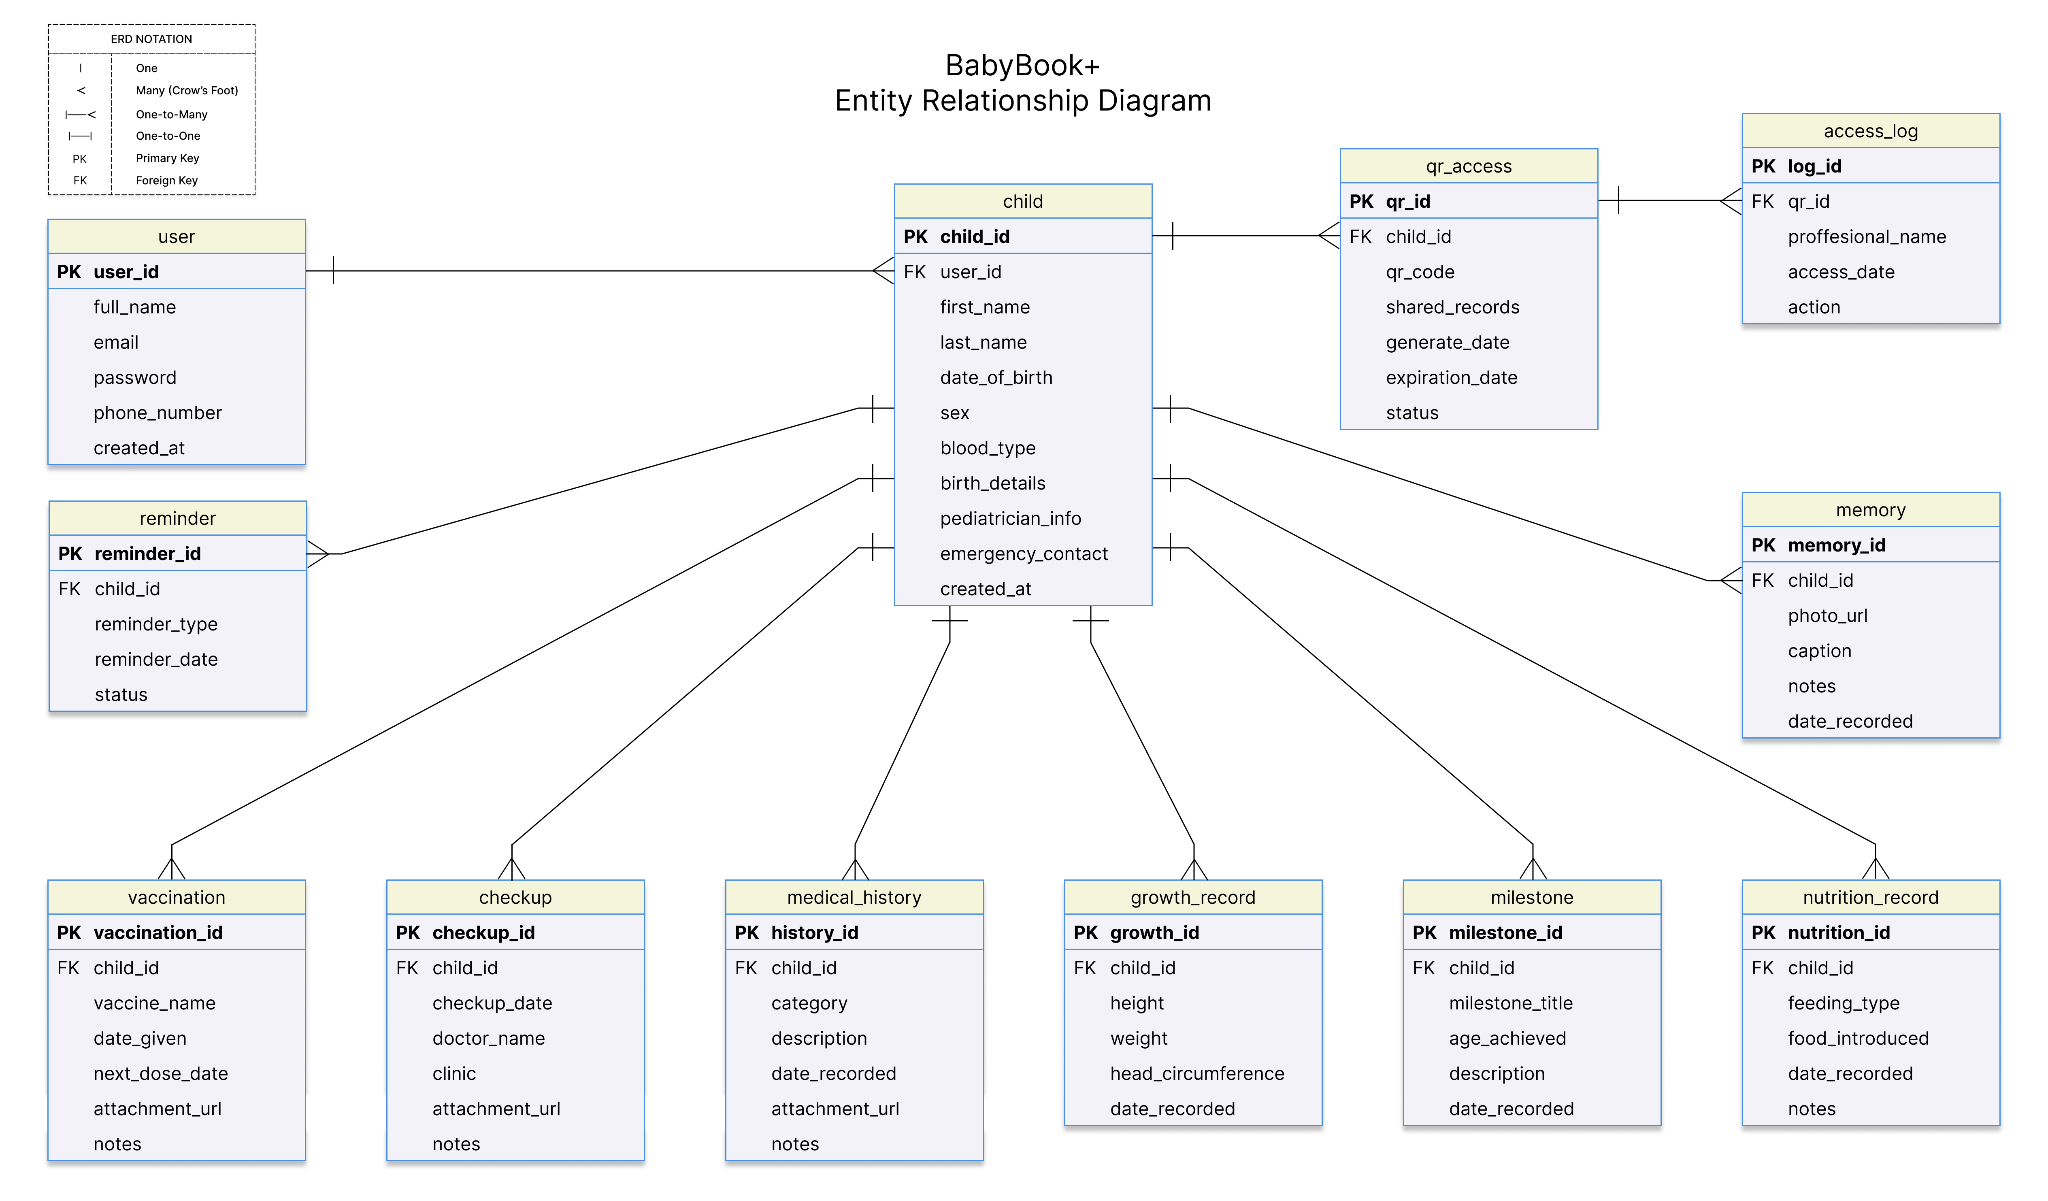 ERD NOTATION
One
Many (Crow's Foot)
One-to-Many
One-to-One
PK Primary Key
FK Foreign Key
BabyBook+
Entity Relationship Diagram
user
PK user_id
full_name
email
password
phone_number
created_at
child
PK child_id
FK user_id
first_name
last_name
date_of_birth
sex
blood_type
birth_details
pediatrician_info
emergency_contact
created_at
qr_access
PK qr_id
FK child_id
qr_code
shared_records
generate_date
expiration_date
status
access_log
PK log_id
FK qr_id
proffesional_name
access_date
action
reminder
PK reminder_id
FK child_id
reminder_type
reminder_date
status
memory
PK memory_id
FK child_id
photo_url
caption
notes
date_recorded
vaccination
PK vaccination_id
FK child_id
vaccine_name
date_given
next_dose_date
attachment_url
notes
checkup
PK checkup_id
FK child_id
checkup_date
doctor_name
clinic
attachment_url
notes
medical_history
PK history_id
FK child_id
category
description
date_recorded
attachment_url
notes
growth_record
PK growth_id
FK child_id
height
weight
head_circumference
date_recorded
milestone
PK milestone_id
FK child_id
milestone_title
age_achieved
description
date_recorded
nutrition_record
PK nutrition_id
FK child_id
feeding_type
food_introduced
date_recorded
notes